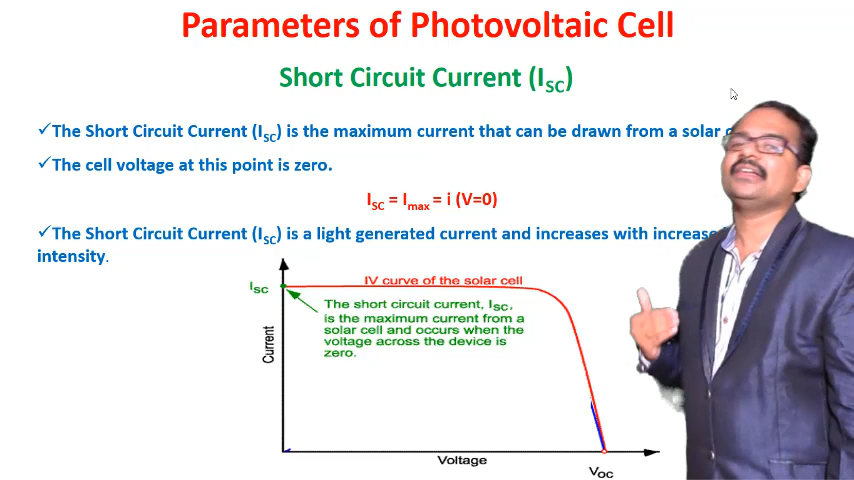 Parameters of Photovoltaic Cell
Short Circuit Current (ISC)
✓The Short Circuit Current (ISC) is the maximum current that can be drawn from a solar
✓The cell voltage at this point is zero.
ISC = Imax = i (V=0)
✓The Short Circuit Current (ISC) is a light generated current and increases with increase
intensity.
ISC
IV curve of the solar cell
The short circuit current, ISC,
is the maximum current from a
solar cell and occurs when the
voltage across the device is
zero.
Current
Voltage
VOC